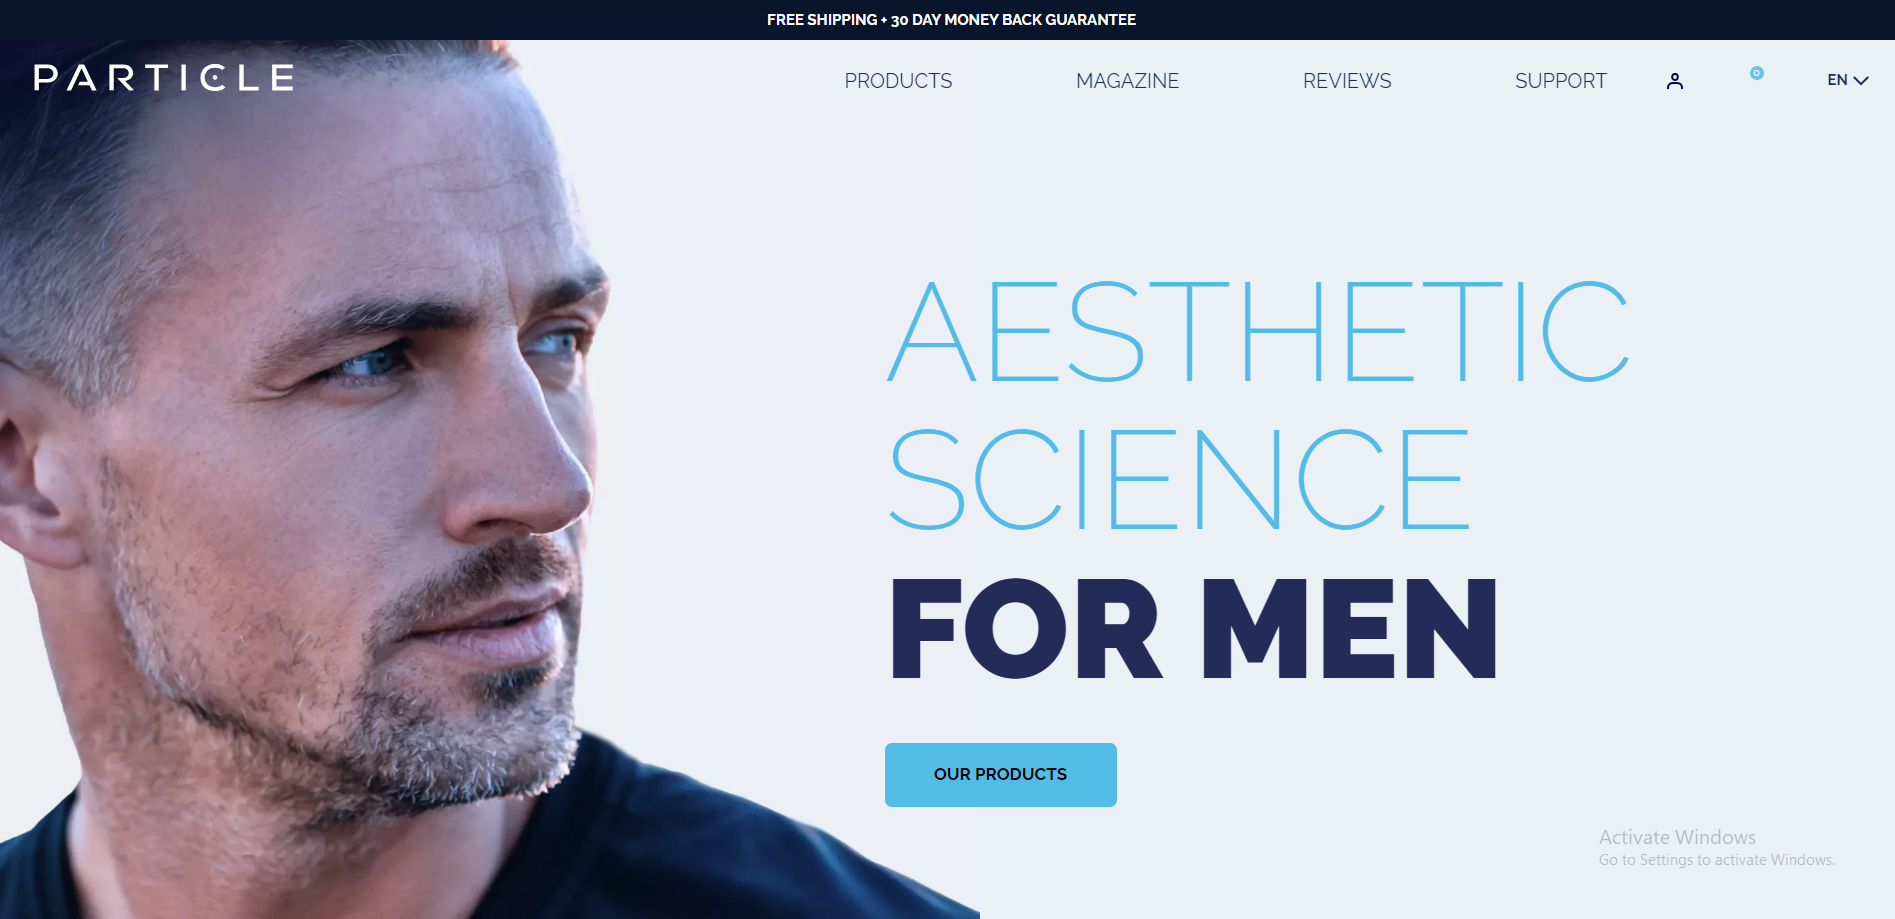 FREE SHIPPING + 30 DAY MONEY BACK GUARANTEE
PARTICLE
PRODUCTS
MAGAZINE
REVIEWS
SUPPORT
0
EN
AESTHETIC
SCIENCE
FOR MEN
OUR PRODUCTS
Activate Windows
Go to Settings to activate Windows.